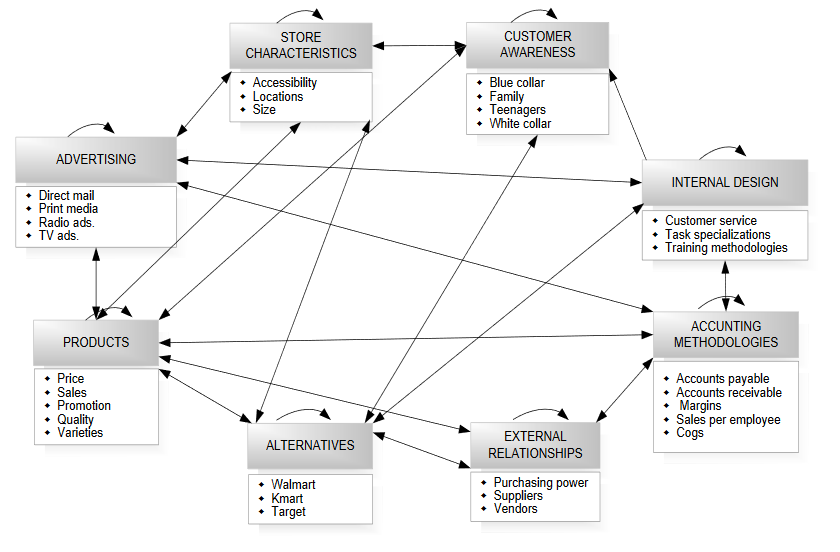 STORE
CHARACTERISTICS
Accessibility
Locations
Size
CUSTOMER
AWARENESS
Blue collar
Family
Teenagers
White collar
ADVERTISING
Direct mail
Print media
Radio ads.
TV ads.
INTERNAL DESIGN
Customer service
Task specializations
Training methodologies
PRODUCTS
Price
Sales
Promotion
Quality
Varieties
ACCUNTING
METHODOLOGIES
Accounts payable
Accounts receivable
Margins
Sales per employee
Cogs
ALTERNATIVES
Walmart
Kmart
Target
EXTERNAL
RELATIONSHIPS
Purchasing power
Suppliers
Vendors